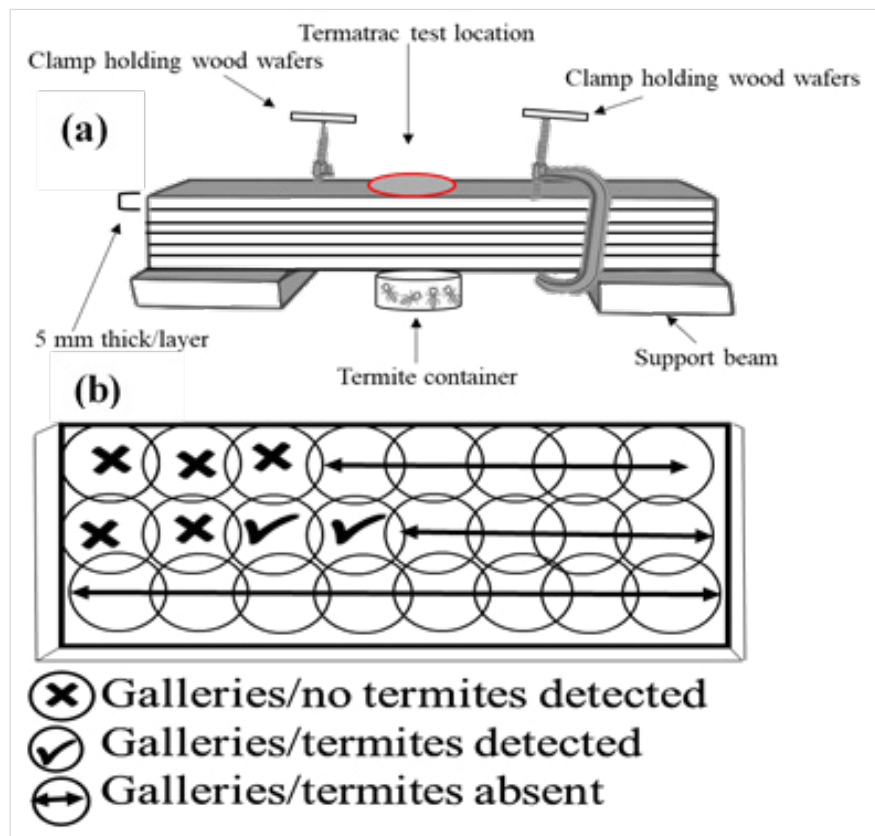 Termatrac test location
Clamp holding wood wafers
Clamp holding wood wafers
(a)
5 mm thick/layer
Support beam
Termite container
(b)
Galleries/no termites detected
Galleries/termites detected
Galleries/termites absent